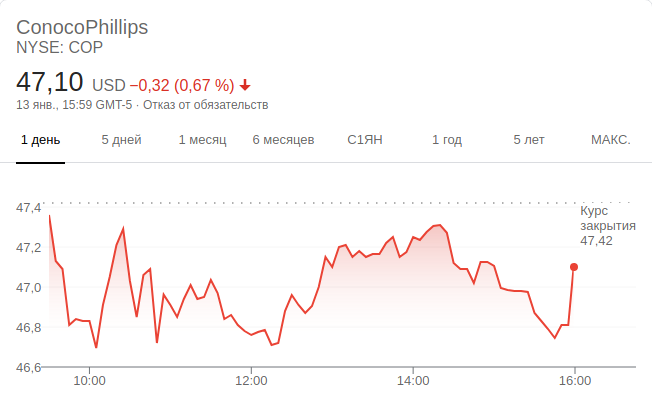 ConocoPhillips
NYSE: COP
47,10 USD −0,32 (0,67 %)
13 янв., 15:59 GMT-5 · Отказ от обязательств
1 день 5 дней 1 месяц 6 месяцев С1ЯН 1 год 5 лет МАКС.
47,4
Курс
закрытия
47,42
47,2
47,0
46,8
46,6
10:00 12:00 14:00 16:00